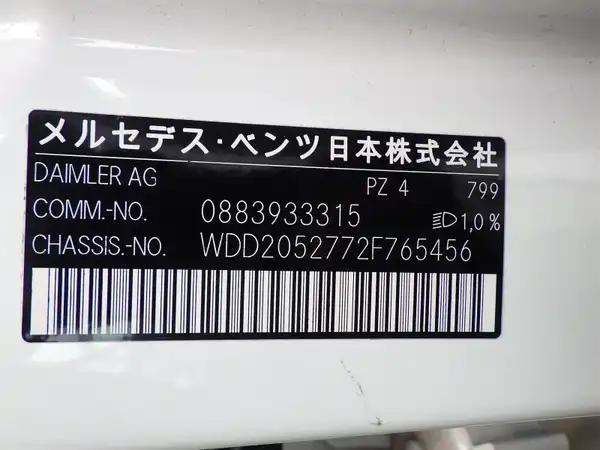 メルセデス・ベンツ日本株式会社
DAIMLER AG PZ 4 799
COMM.-NO. 0883933315 1,0 %
CHASSIS.-NO. WDD2052772F765456